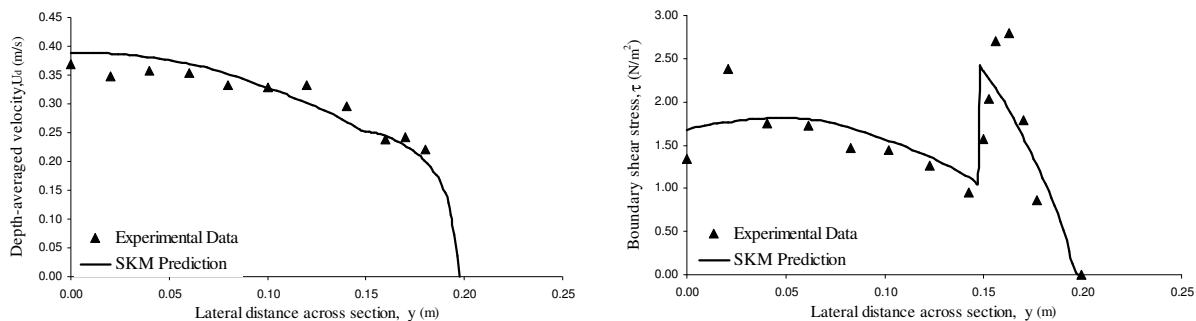 0.45
0.40
0.35
0.30
0.25
0.20
0.15
0.10
0.05
0.00
Depth-averaged velocity,Ud (m/s)
Experimental Data
SKM Prediction
0.00 0.05 0.10 0.15 0.20 0.25
Lateral distance across section, y (m)
3.00
2.50
2.00
1.50
1.00
0.50
0.00
Boundary shear stress, τ (N/m²)
Experimental Data
SKM Prediction
0.00 0.05 0.10 0.15 0.20 0.25
Lateral distance across section, y (m)